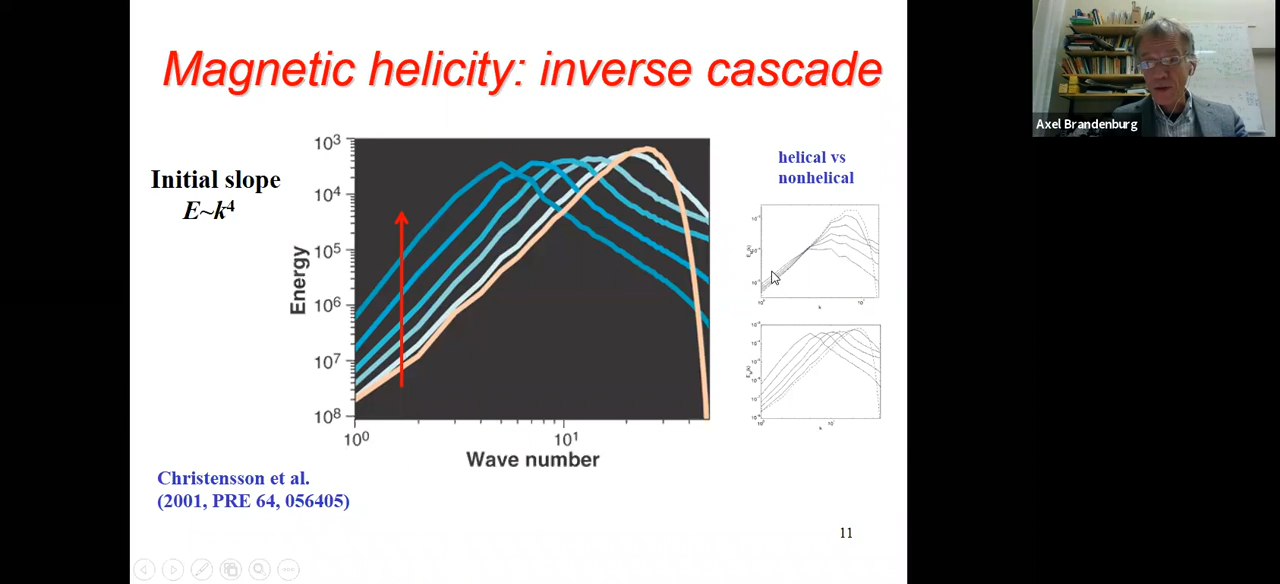 Magnetic helicity: inverse cascade
Axel Brandenburg
Initial slope
E~k⁴
Energy
10³
10⁴
10⁵
10⁶
10⁷
10⁸
10⁰
10¹
Wave number
helical vs
nonhelical
k
k
Christensson et al.
(2001, PRE 64, 056405)
11